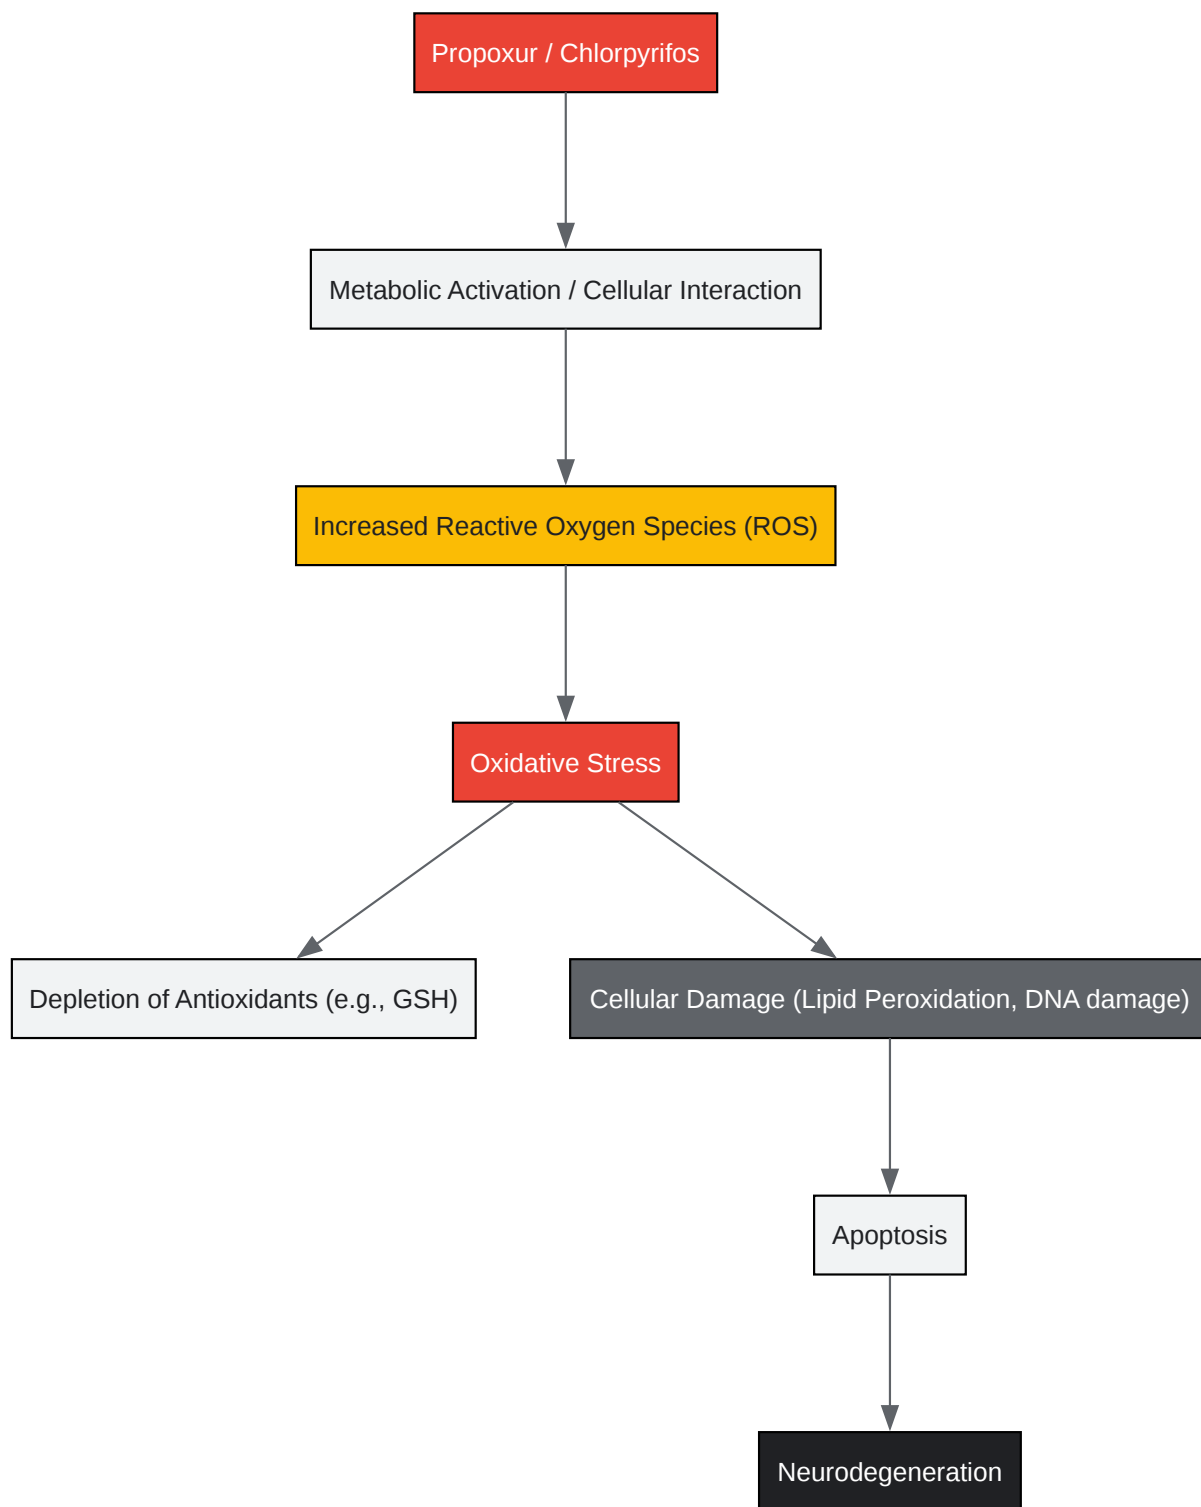 Propoxur / Chlorpyrifos
Metabolic Activation / Cellular Interaction
Increased Reactive Oxygen Species (ROS)
Oxidative Stress
Depletion of Antioxidants (e.g., GSH)
Cellular Damage (Lipid Peroxidation, DNA damage)
Apoptosis
Neurodegeneration